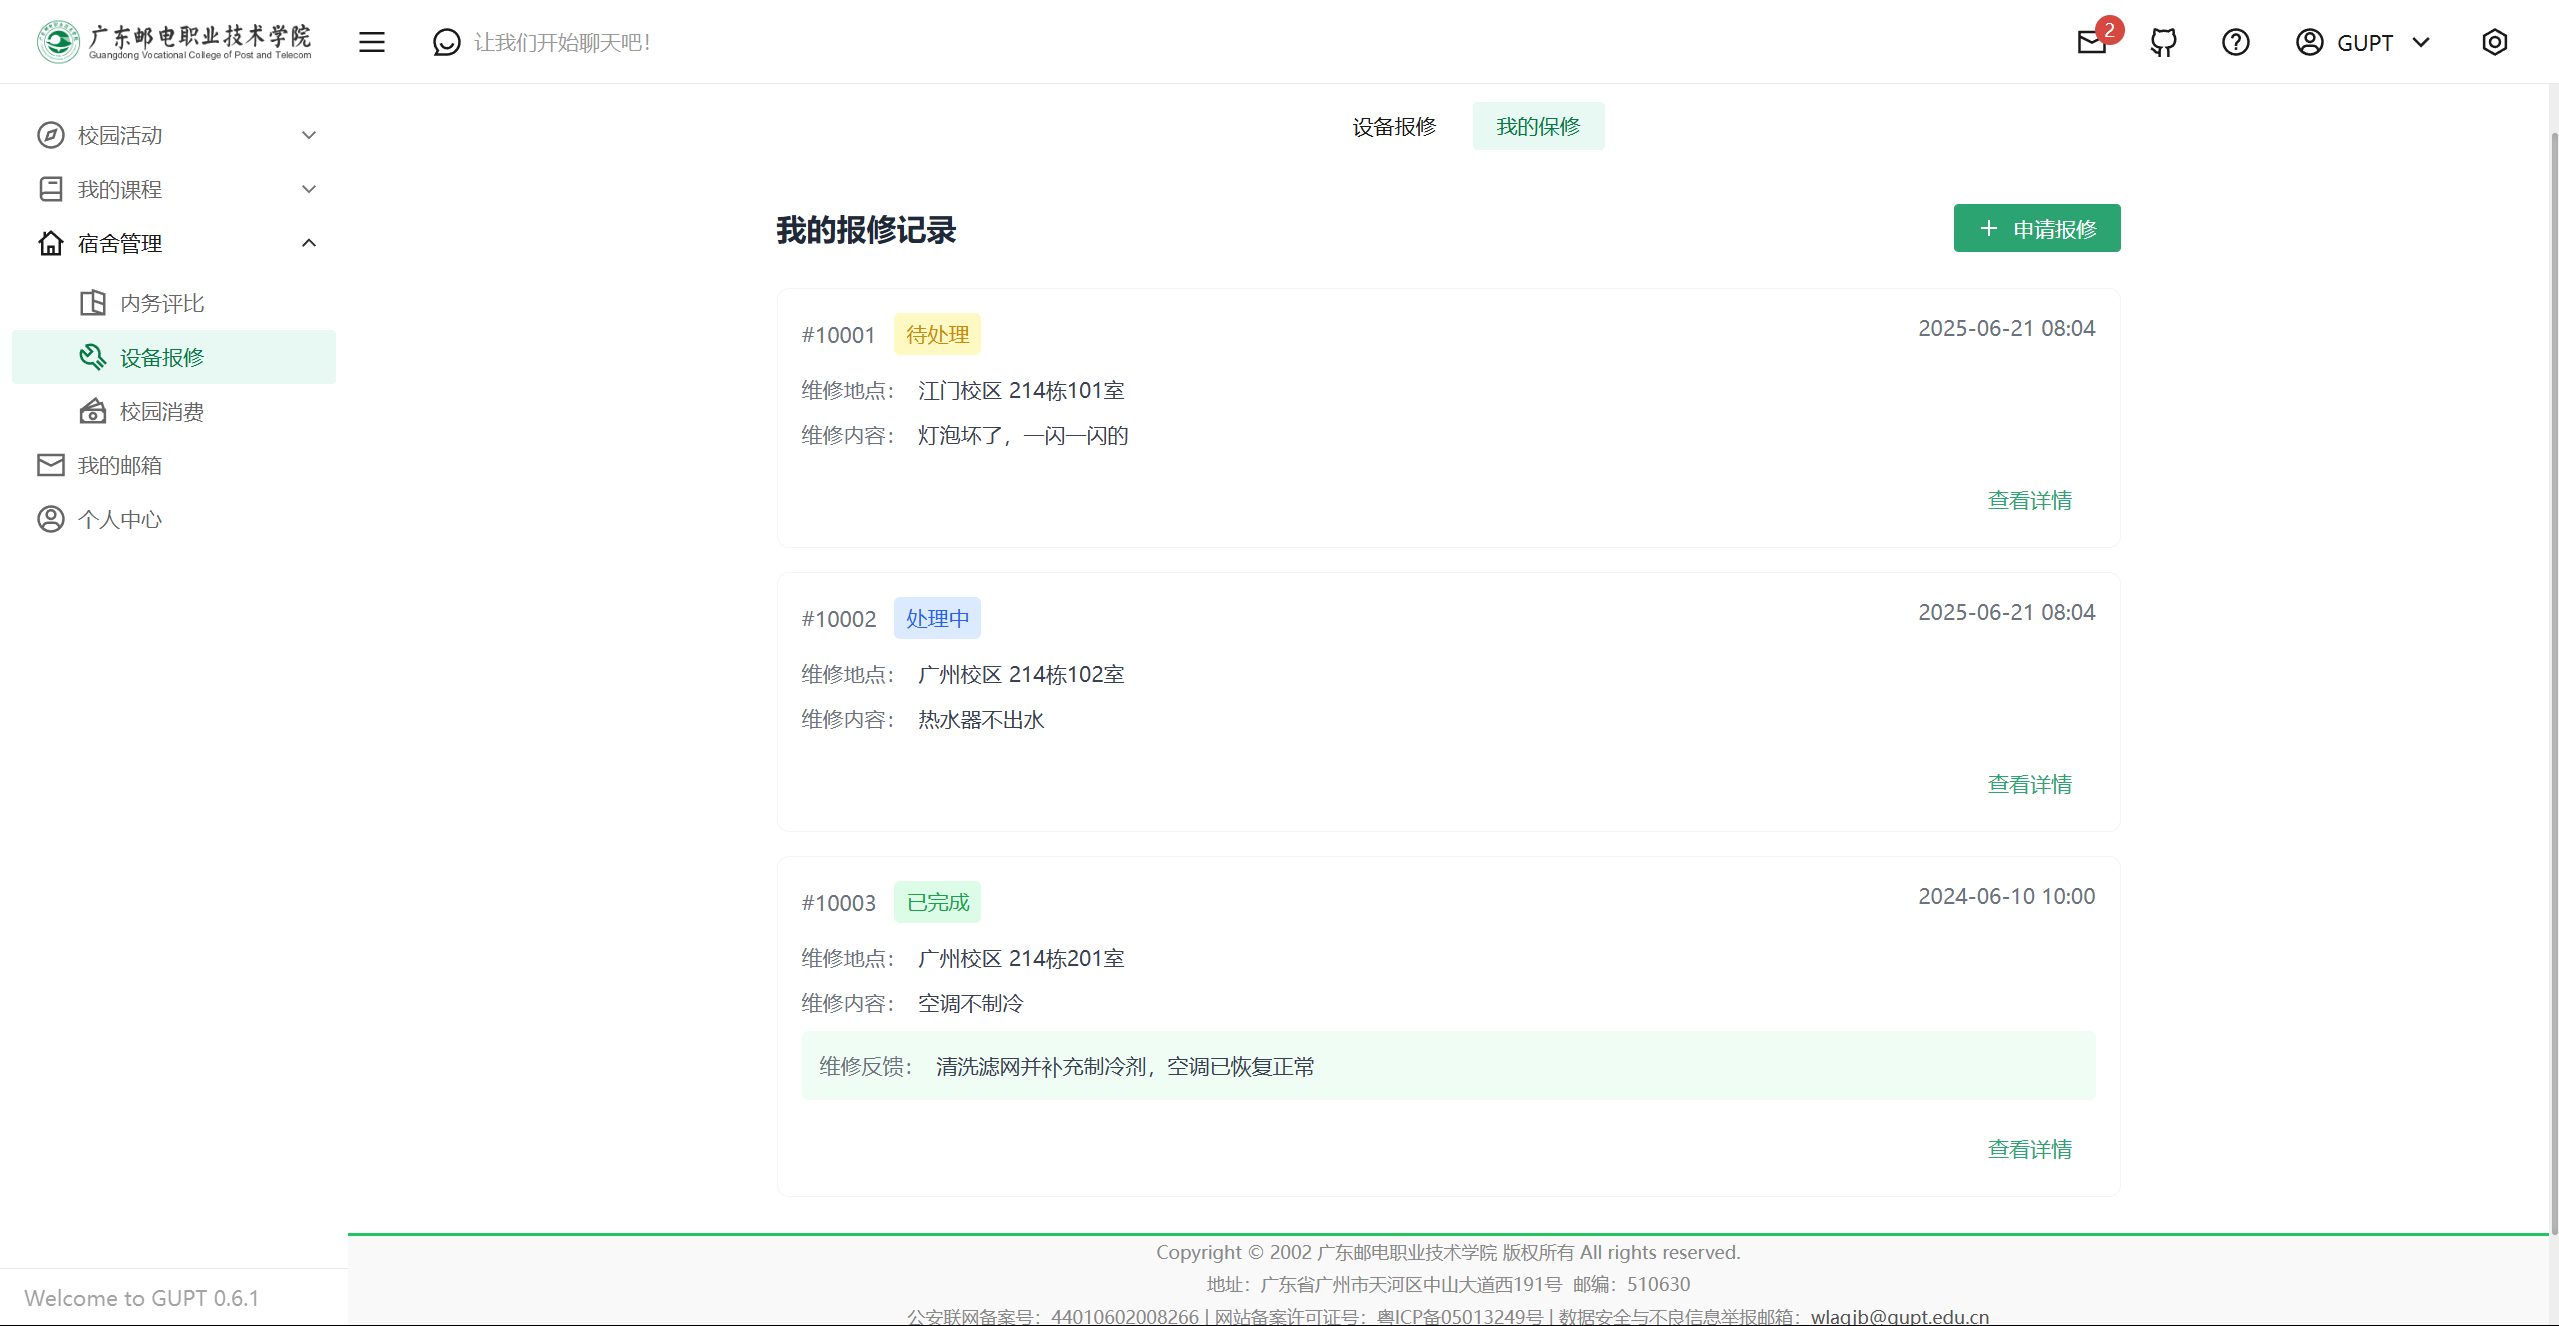 广东邮电职业技术学院
Guangdong Vocational College of Post and Telecom
让我们开始聊天吧！
2
GUPT
校园活动
我的课程
宿舍管理
内务评比
设备报修
校园消费
我的邮箱
个人中心
Welcome to GUPT 0.6.1
设备报修
我的保修
我的报修记录
申请报修
#10001 待处理
2025-06-21 08:04
维修地点： 江门校区 214栋101室
维修内容： 灯泡坏了，一闪一闪的
查看详情
#10002 处理中
2025-06-21 08:04
维修地点： 广州校区 214栋102室
维修内容： 热水器不出水
查看详情
#10003 已完成
2024-06-10 10:00
维修地点： 广州校区 214栋201室
维修内容： 空调不制冷
维修反馈： 清洗滤网并补充制冷剂，空调已恢复正常
查看详情
Copyright © 2002 广东邮电职业技术学院 版权所有 All rights reserved.
地址：广东省广州市天河区中山大道西191号 邮编：510630
公安联网备案号：44010602008266 | 网站备案许可证号：粤ICP备05013249号 | 数据安全与不良信息举报邮箱：wlaqjb@gupt.edu.cn